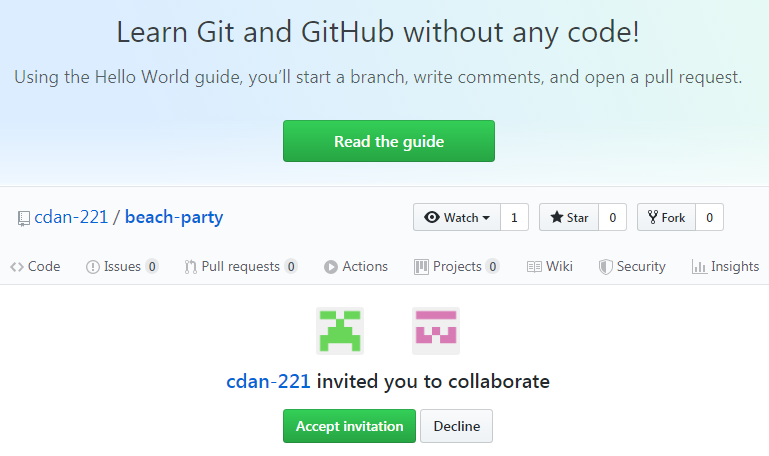 Learn Git and GitHub without any code!
Using the Hello World guide, you’ll start a branch, write comments, and open a pull request.
Read the guide
cdan-221 / beach-party Watch 1 Star 0 Fork 0
Code Issues 0 Pull requests 0 Actions Projects 0 Wiki Security Insights
cdan-221 invited you to collaborate
Accept invitation Decline